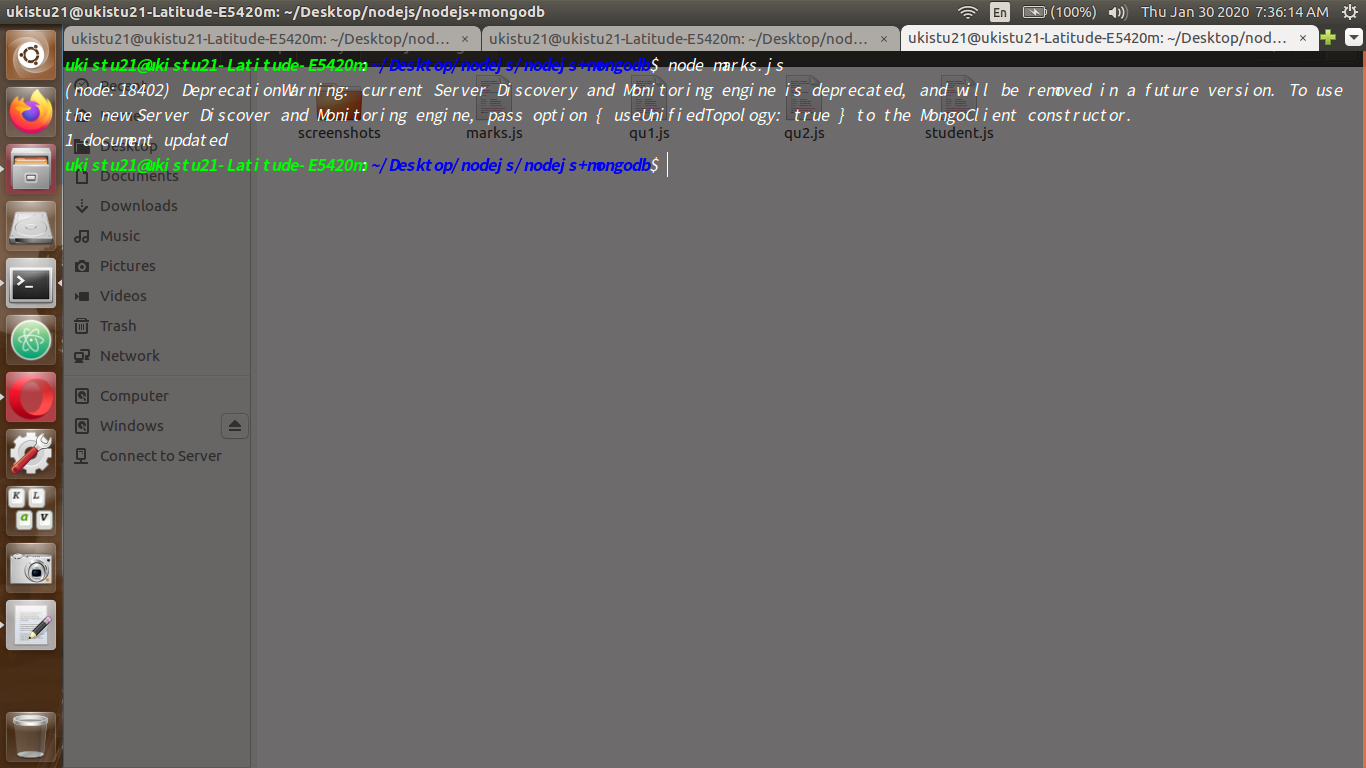 ukistu21@ukistu21-Latitude-E5420m: ~/Desktop/nodejs/nodejs+mongodb
En (100%) Thu Jan 30 2020 7:36:14 AM
ukistu21@ukistu21-Latitude-E5420m: ~/Desktop/nod... × ukistu21@ukistu21-Latitude-E5420m: ~/Desktop/nod... × ukistu21@ukistu21-Latitude-E5420m: ~/Desktop/nod... ×
ukistu21@ukistu21-Latitude-E5420m:~/Desktop/nodejs/nodejs+mongodb$ node marks.js
(node:18402) DeprecationWarning: current Server Discovery and Monitoring engine is deprecated, and will be removed in a future version. To use
the new Server Discover and Monitoring engine, pass option { useUnifiedTopology: true } to the MongoClient constructor.
1 document updated
ukistu21@ukistu21-Latitude-E5420m:~/Desktop/nodejs/nodejs+mongodb$
screenshots marks.js qu1.js qu2.js student.js
Desktop
Documents
Downloads
Music
Pictures
Videos
Trash
Network
Computer
Windows
Connect to Server
K L
a V